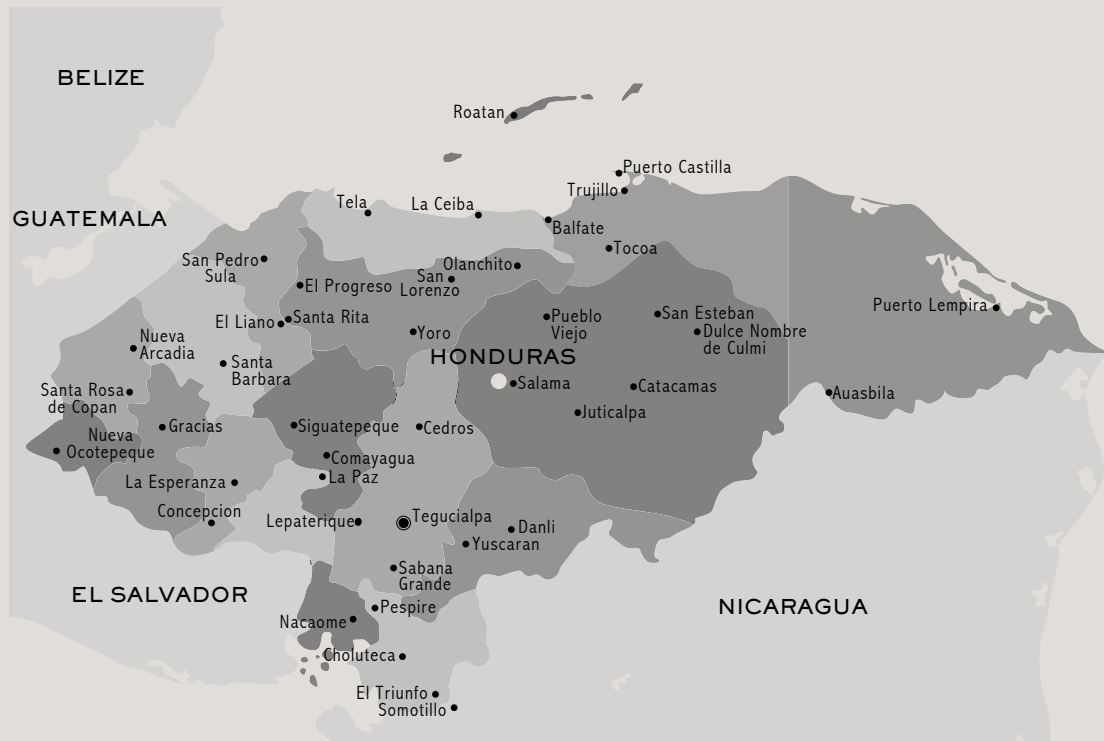 BELIZE
Roatan
Puerto Castilla
Trujillo
Tela
La Ceiba
GUATEMALA
Balfate
Tocoa
San Pedro
Sula
Olanchito
San
Lorenzo
El Progreso
Puerto Lempira
El Liano
Santa Rita
Pueblo
Viejo
San Esteban
Dulce Nombre
de Culmi
Yoro
Nueva
Arcadia
HONDURAS
Santa
Barbara
Salama
Catacamas
Auasbila
Santa Rosa
de Copan
Juticalpa
Gracias
Siguatepeque
Cedros
Nueva
Ocotepeque
Comayagua
La Paz
La Esperanza
Concepcion
Lepaterique
Tegucialpa
Danli
Yuscaran
Sabana
Grande
EL SALVADOR
Pespire
NICARAGUA
Nacaome
Choluteca
El Triunfo
Somotillo